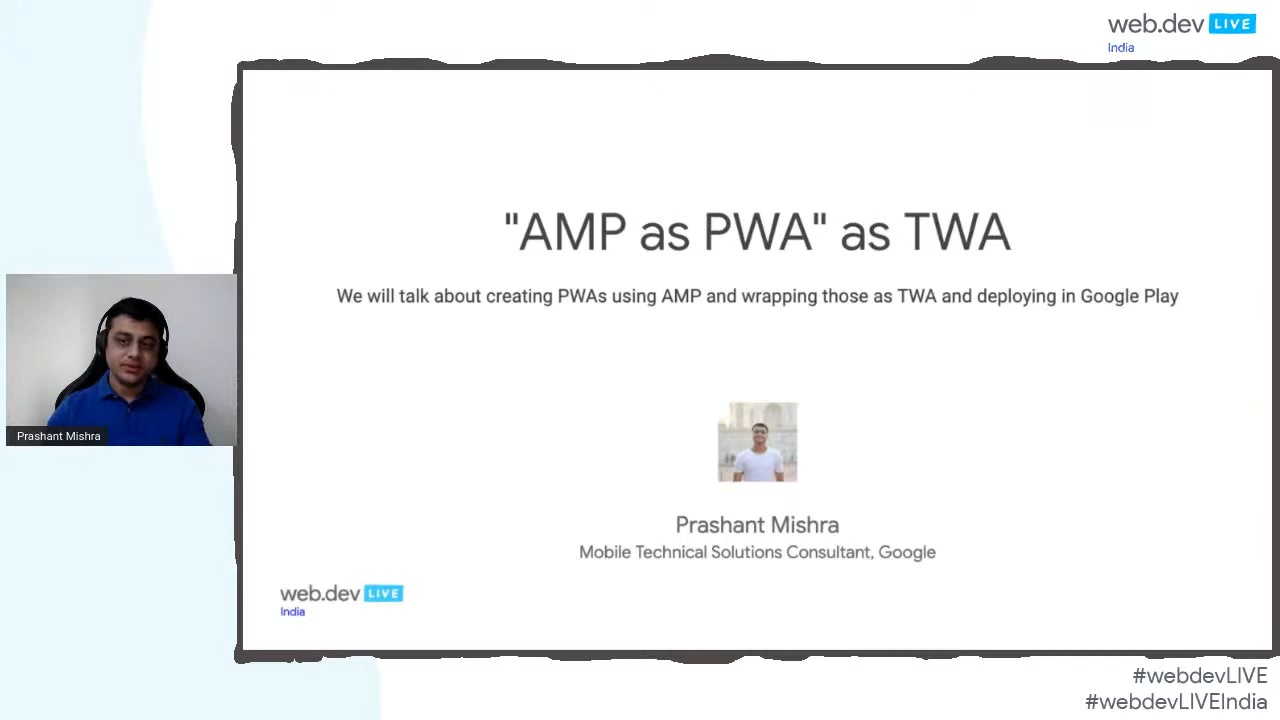 web.dev LIVE
India
"AMP as PWA" as TWA
We will talk about creating PWAs using AMP and wrapping those as TWA and deploying in Google Play
Prashant Mishra
Prashant Mishra
Mobile Technical Solutions Consultant, Google
web.dev LIVE
India
#webdevLIVE
#webdevLIVEIndia